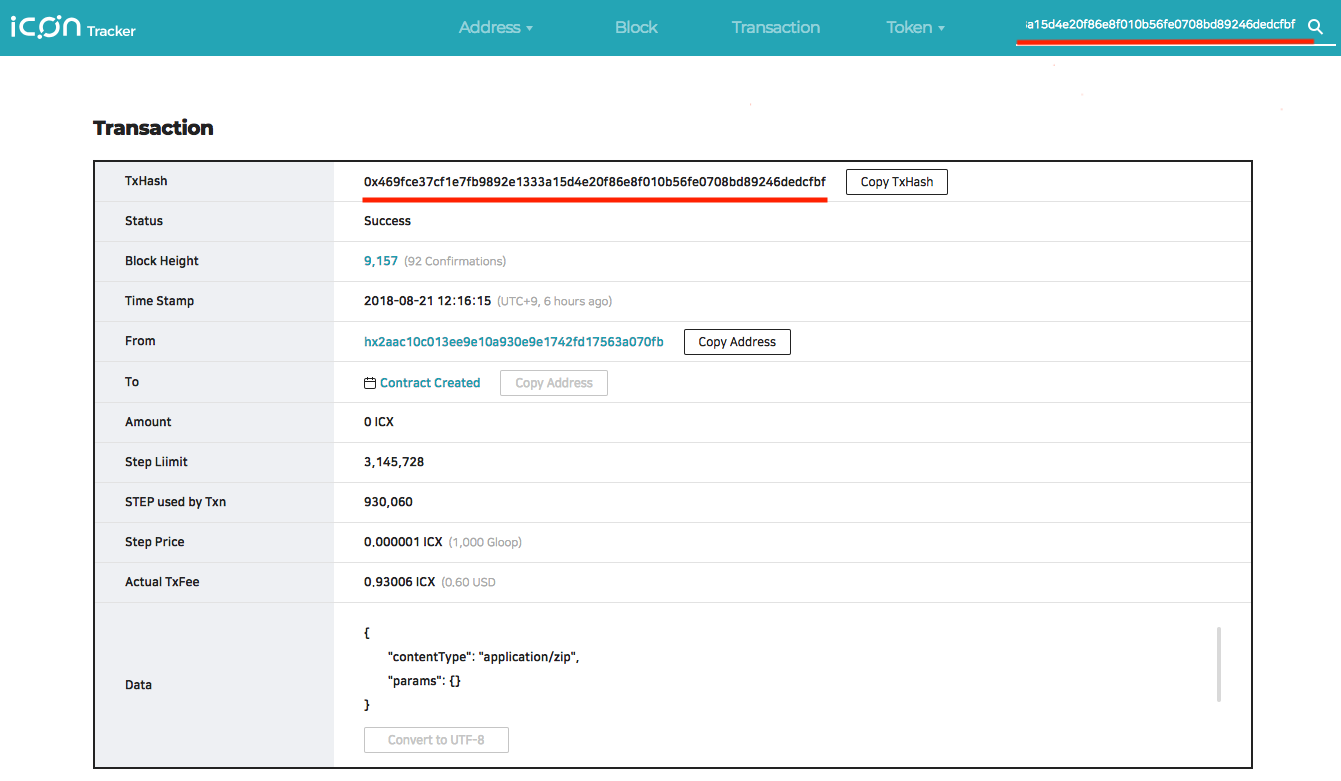 icon Tracker Address Block Transaction Token a15d4e20f86e8f010b56fe0708bd89246dedcfbf
Transaction
TxHash 0x469fce37cf1e7fb9892e1333a15d4e20f86e8f010b56fe0708bd89246dedcfbf Copy TxHash
Status Success
Block Height 9,157 (92 Confirmations)
Time Stamp 2018-08-21 12:16:15 (UTC+9, 6 hours ago)
From hx2aac10c013ee9e10a930e9e1742fd17563a070fb Copy Address
To Contract Created Copy Address
Amount 0 ICX
Step Liimit 3,145,728
STEP used by Txn 930,060
Step Price 0.000001 ICX (1,000 Gloop)
Actual TxFee 0.93006 ICX (0.60 USD
Data {
"contentType": "application/zip",
"params": {}
}
Convert to UTF-8